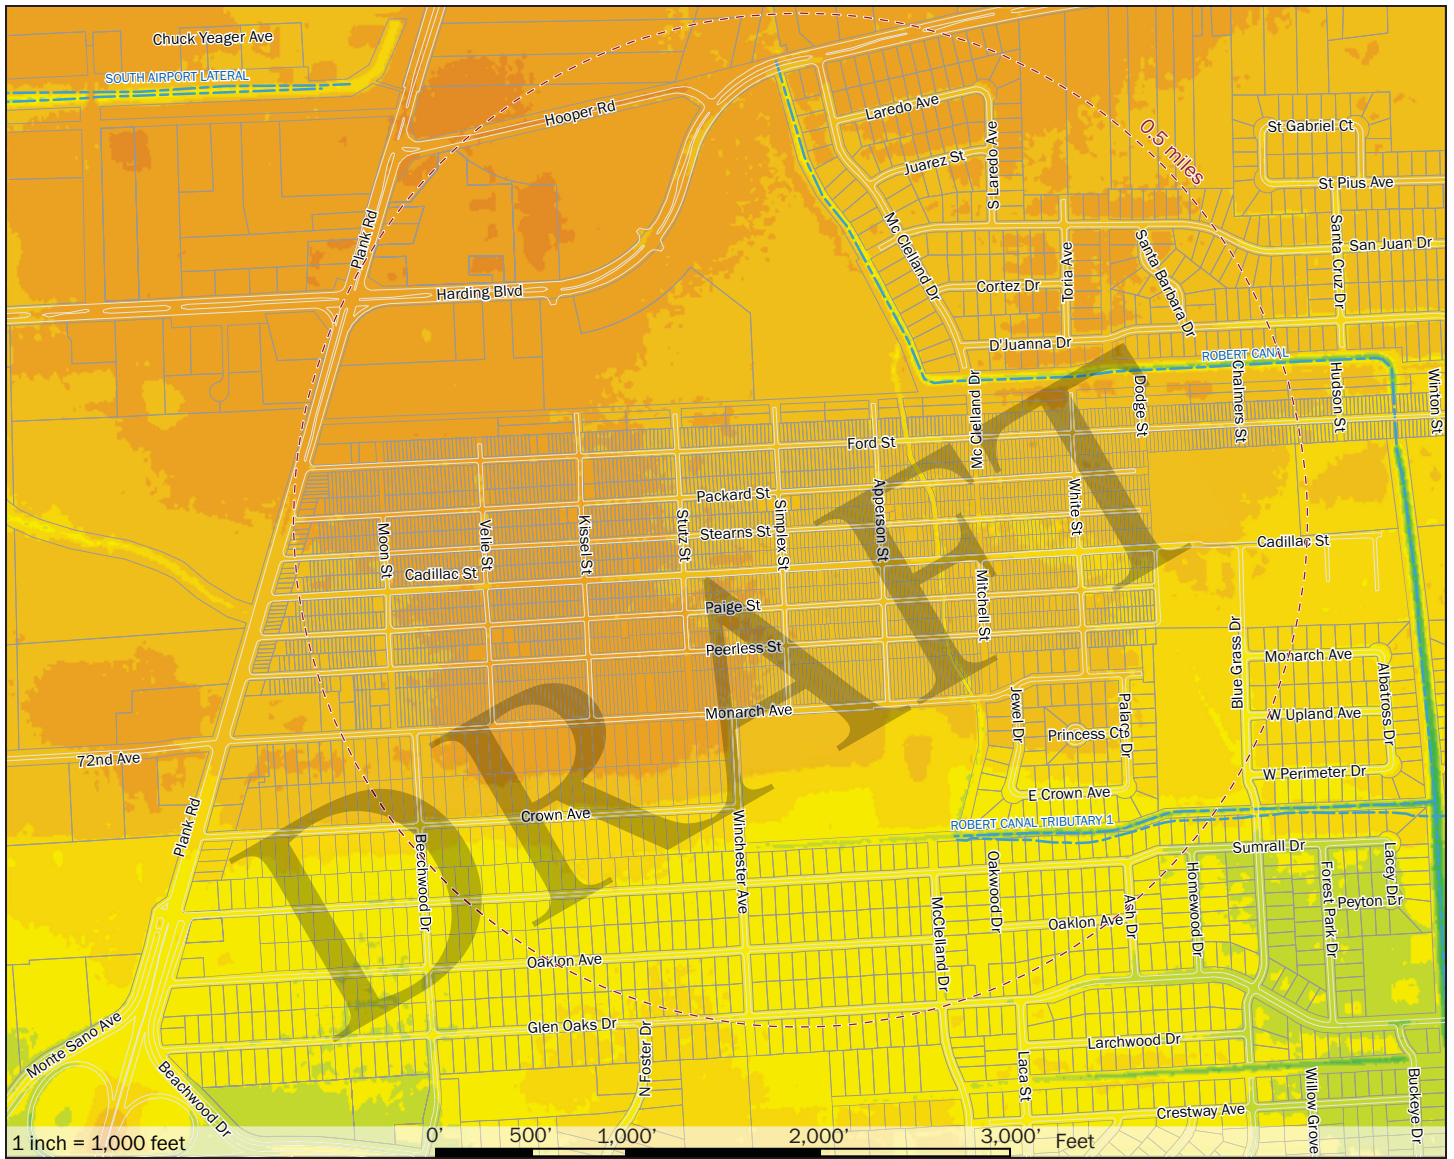 Chuck Yeager Ave
SOUTH AIRPORT LATERAL
Hooper Rd
Laredo Ave
Juarez St
S Laredo Ave
0.5 miles
St Gabriel Ct
St Pius Ave
Plank Rd
Mc Clelland Dr
Santa Cruz Dr
San Juan Dr
Toria Ave
Santa Barbara Dr
Harding Blvd
Cortez Dr
D'Juanna Dr
ROBERT CANAL
Mc Clelland Dr
Dodge St
Chalmers St
Hudson St
Winton St
Ford St
Packard St
Stearns St
Moon St
Velie St
Kissel St
Stutz St
Simplex St
Apperson St
White St
Cadillac St
Cadillac St
Paige St
Mitchell St
Peerless St
Blue Grass Dr
Monarch Ave
Albatross Dr
Monarch Ave
Jewel Dr
Palace Dr
Princess Ct
W Upland Ave
72nd Ave
W Perimeter Dr
E Crown Ave
Plank Rd
Crown Ave
ROBERT CANAL TRIBUTARY 1
DRAFT
Beechwood Dr
Winchester Ave
Oakwood Dr
Sumrall Dr
Lacey Dr
McClelland Dr
Ash Dr
Homewood Dr
Forest Park Dr
Peyton Dr
Oaklon Ave
Oaklon Ave
Glen Oaks Dr
Monte Sano Ave
Beachwood Dr
N Foster Dr
Larchwood Dr
Laca St
Willow Grove
Buckeye Dr
Crestway Ave
1 inch = 1,000 feet
0' 500' 1,000' 2,000' 3,000' Feet